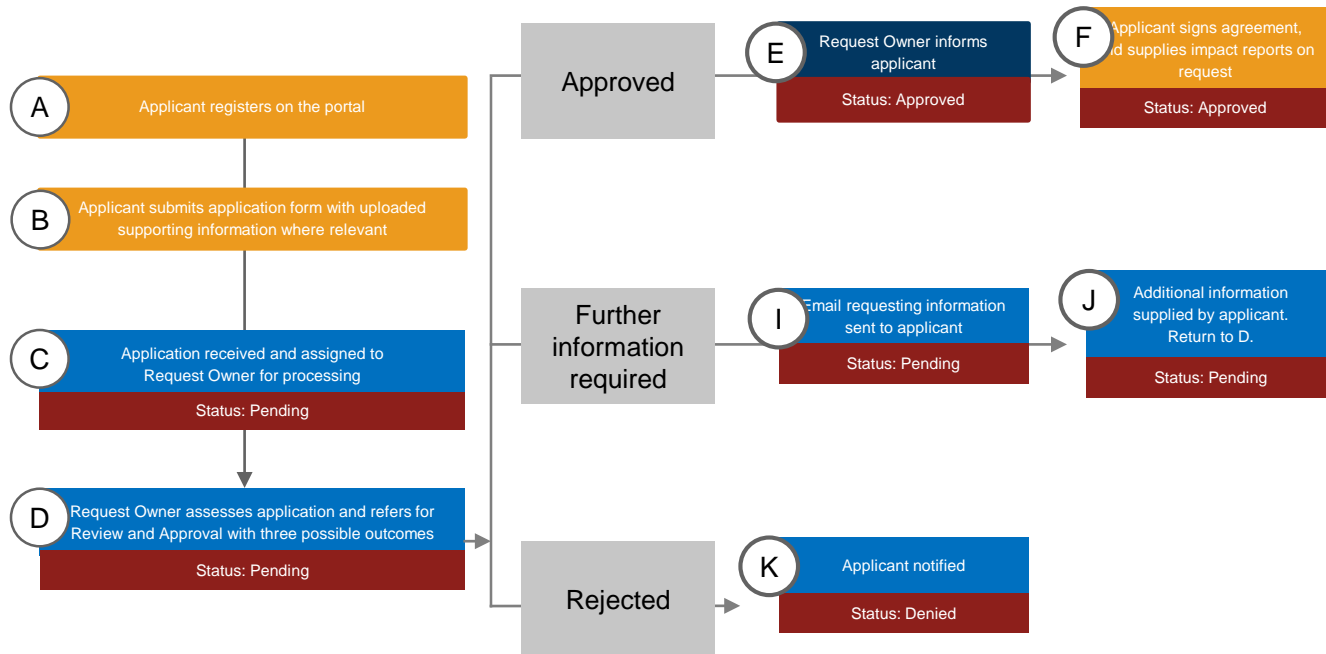 A
Applicant registers on the portal
B
Applicant submits application form with uploaded
supporting information where relevant
C
Application received and assigned to
Request Owner for processing
Status: Pending
D
Request Owner assesses application and refers for
Review and Approval with three possible outcomes
Status: Pending
Approved
E
Request Owner informs
applicant
Status: Approved
F
Applicant signs agreement,
supplies impact reports on
request
Status: Approved
Further
information
required
I
Email requesting information
sent to applicant
Status: Pending
J
Additional information
supplied by applicant.
Return to D.
Status: Pending
Rejected
K
Applicant notified
Status: Denied